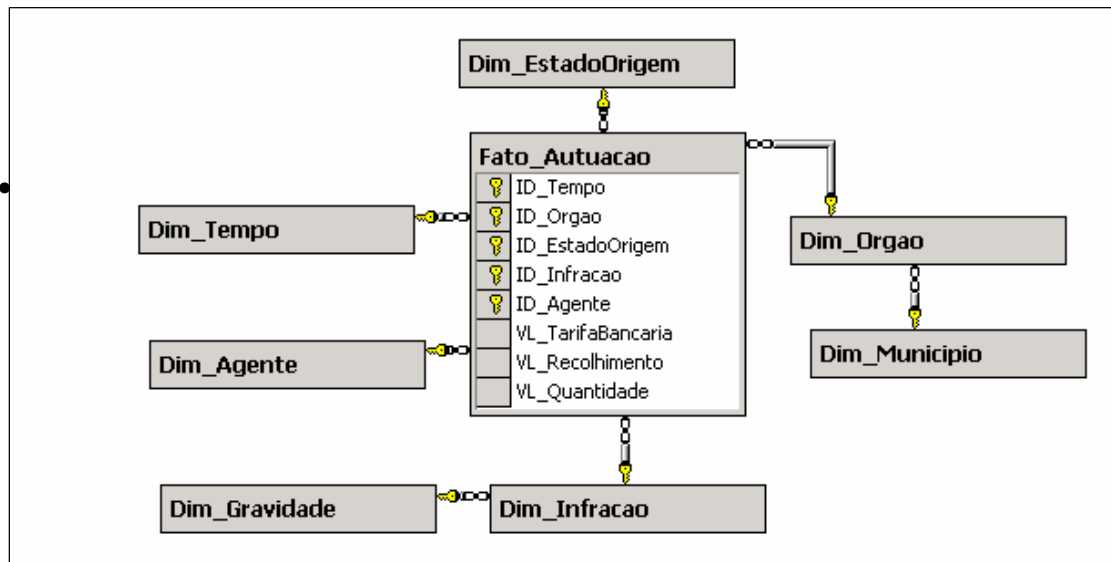 Dim_EstadoOrigem
Fato_Autuacao
ID_Tempo
ID_Orgao
ID_EstadoOrigem
ID_Infracao
ID_Agente
VL_TarifaBancaria
VL_Recolhimento
VL_Quantidade
Dim_Tempo
Dim_Orgao
Dim_Agente
Dim_Municipio
Dim_Gravidade
Dim_Infracao